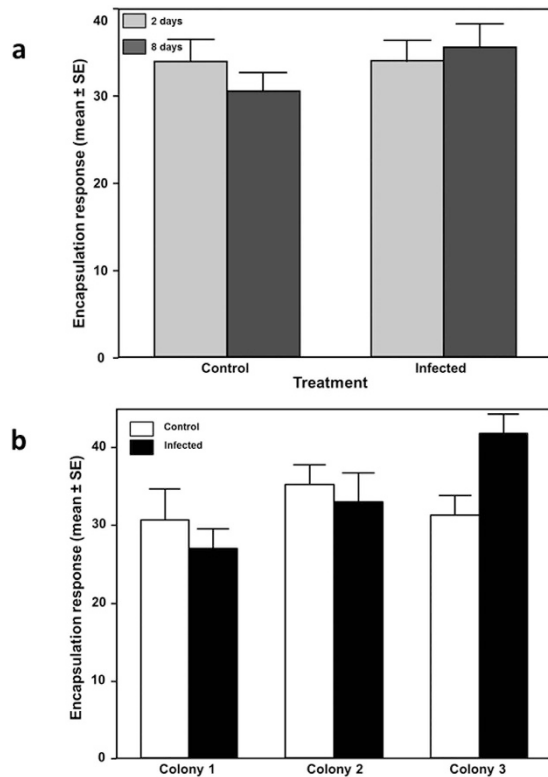 a
2 days
8 days
Encapsulation response (mean ± SE)
40
30
20
10
0
Control
Infected
Treatment
b
Control
Infected
Encapsulation response (mean ± SE)
40
30
20
10
0
Colony 1
Colony 2
Colony 3